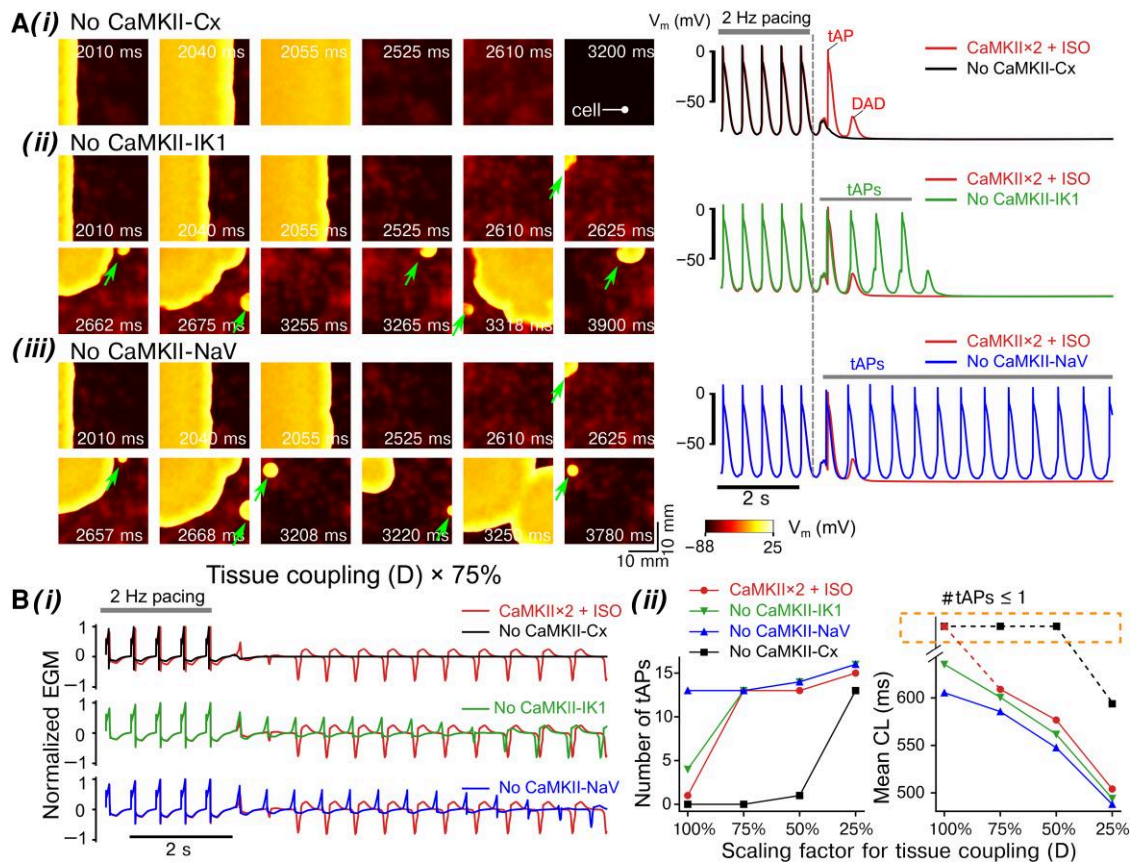 A(i) No CaMKII-Cx
2010 ms 2040 ms 2055 ms 2525 ms 2610 ms 3200 ms
cell
(ii) No CaMKII-IK1
2010 ms 2040 ms 2055 ms 2525 ms 2610 ms 2625 ms
2662 ms 2675 ms 3255 ms 3265 ms 3318 ms 3900 ms
(iii) No CaMKII-NaV
2010 ms 2040 ms 2055 ms 2525 ms 2610 ms 2625 ms
2657 ms 2668 ms 3208 ms 3220 ms 3250 ms 3780 ms
10 mm
10 mm
Vm (mV) 2 Hz pacing
0
−50
tAP
DAD
CaMKII×2 + ISO
No CaMKII-Cx
0
−50
tAPs
CaMKII×2 + ISO
No CaMKII-IK1
0
−50
tAPs
CaMKII×2 + ISO
No CaMKII-NaV
2 s
Vm (mV)
−88 25
Tissue coupling (D) × 75%
B(i) 2 Hz pacing
CaMKII×2 + ISO
No CaMKII-Cx
1
0
−1
No CaMKII-IK1
1
0
−1
No CaMKII-NaV
1
0
−1
Normalized EGM
2 s
(ii) CaMKII×2 + ISO
No CaMKII-IK1
No CaMKII-NaV
No CaMKII-Cx
Number of tAPs
15
10
5
0
100% 75% 50% 25%
#tAPs ≤ 1
Mean CL (ms)
600
550
500
100% 75% 50% 25%
Scaling factor for tissue coupling (D)